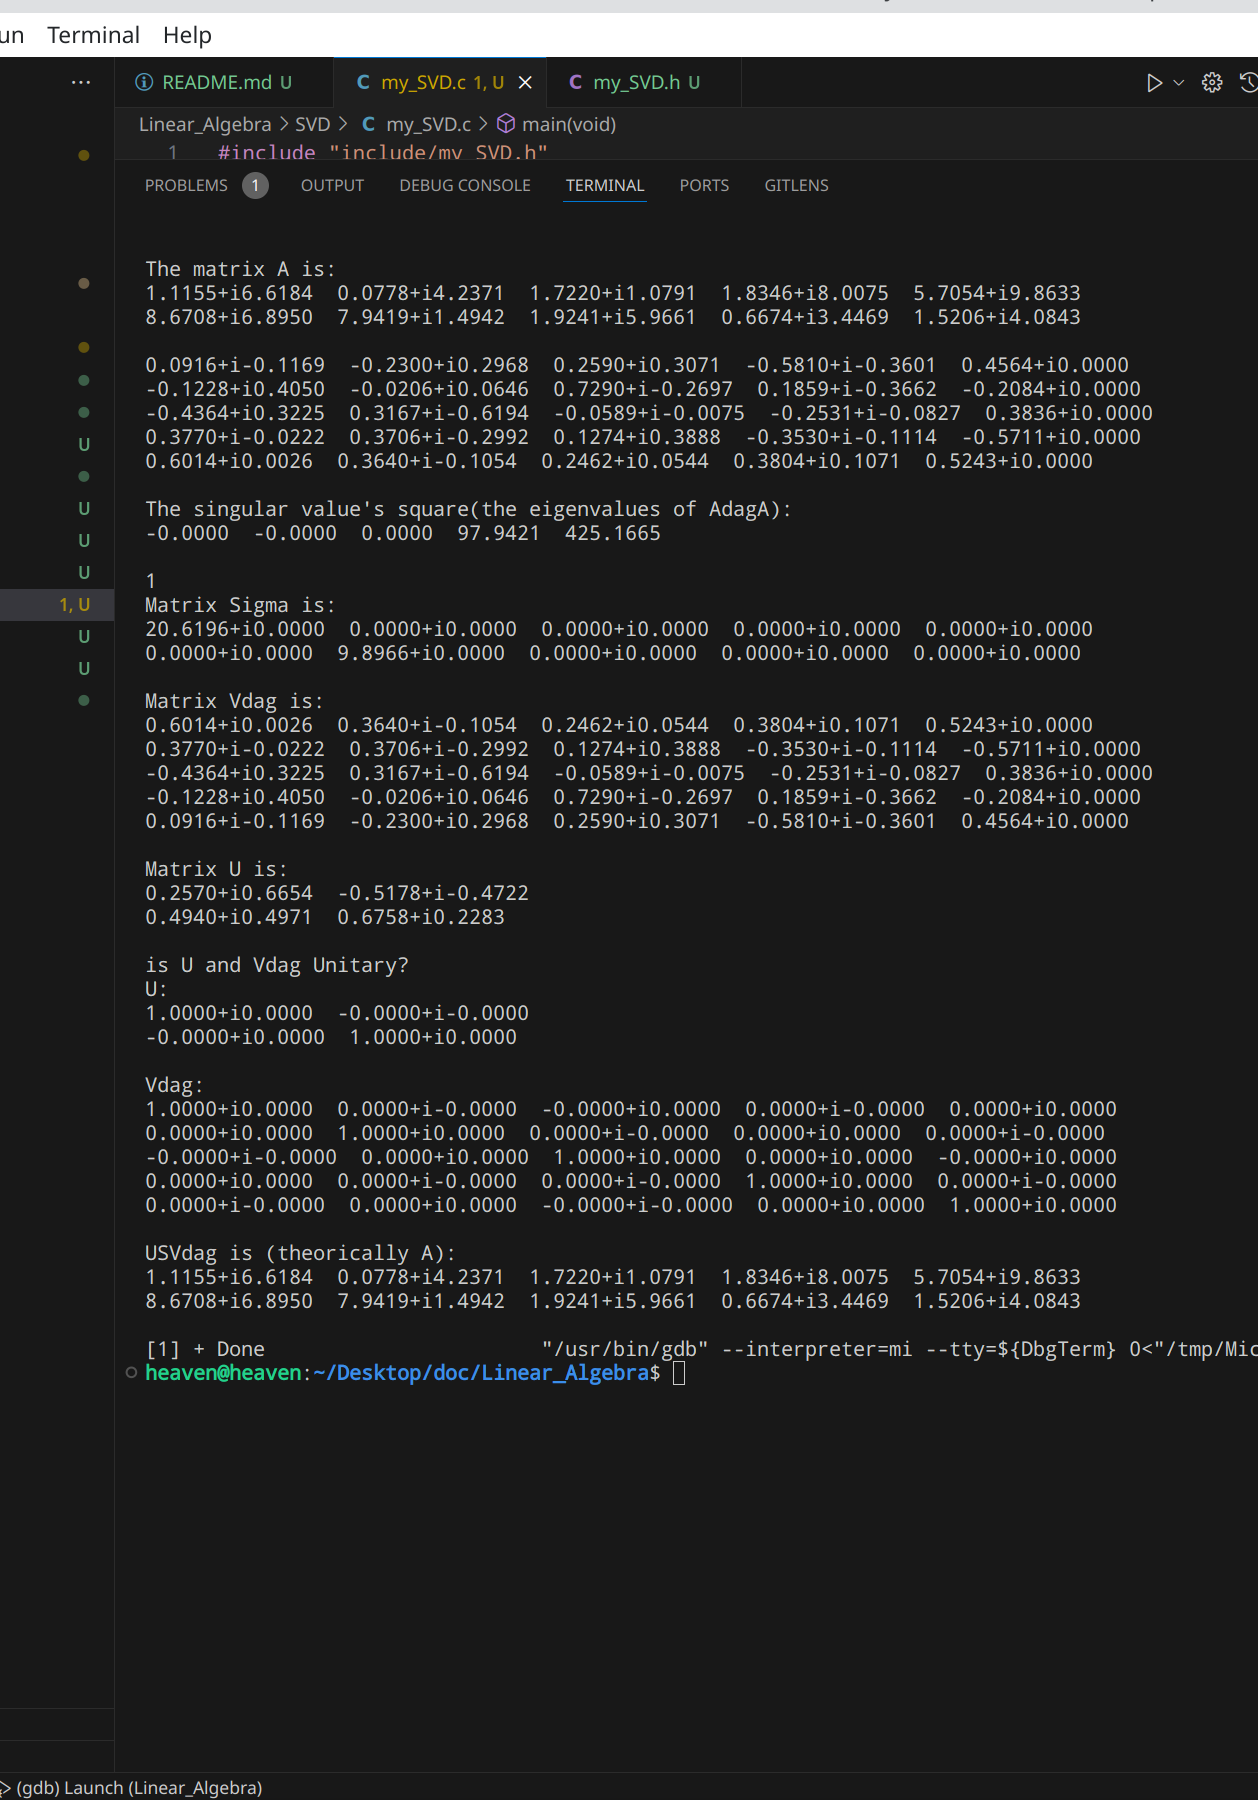 un Terminal Help
··· README.md U C my_SVD.c 1, U C my_SVD.h U
Linear_Algebra > SVD > C my_SVD.c > main(void)
1 #include "include/my_SVD.h"
PROBLEMS 1 OUTPUT DEBUG CONSOLE TERMINAL PORTS GITLENS
The matrix A is:
1.1155+i6.6184 0.0778+i4.2371 1.7220+i1.0791 1.8346+i8.0075 5.7054+i9.8633
8.6708+i6.8950 7.9419+i1.4942 1.9241+i5.9661 0.6674+i3.4469 1.5206+i4.0843
0.0916+i-0.1169 -0.2300+i0.2968 0.2590+i0.3071 -0.5810+i-0.3601 0.4564+i0.0000
-0.1228+i0.4050 -0.0206+i0.0646 0.7290+i-0.2697 0.1859+i-0.3662 -0.2084+i0.0000
-0.4364+i0.3225 0.3167+i-0.6194 -0.0589+i-0.0075 -0.2531+i-0.0827 0.3836+i0.0000
0.3770+i-0.0222 0.3706+i-0.2992 0.1274+i0.3888 -0.3530+i-0.1114 -0.5711+i0.0000
U
0.6014+i0.0026 0.3640+i-0.1054 0.2462+i0.0544 0.3804+i0.1071 0.5243+i0.0000
The singular value's square(the eigenvalues of AdagA):
U
-0.0000 -0.0000 0.0000 97.9421 425.1665
U
1
U
Matrix Sigma is:
1, U
20.6196+i0.0000 0.0000+i0.0000 0.0000+i0.0000 0.0000+i0.0000 0.0000+i0.0000
U
0.0000+i0.0000 9.8966+i0.0000 0.0000+i0.0000 0.0000+i0.0000 0.0000+i0.0000
U
Matrix Vdag is:
0.6014+i0.0026 0.3640+i-0.1054 0.2462+i0.0544 0.3804+i0.1071 0.5243+i0.0000
0.3770+i-0.0222 0.3706+i-0.2992 0.1274+i0.3888 -0.3530+i-0.1114 -0.5711+i0.0000
-0.4364+i0.3225 0.3167+i-0.6194 -0.0589+i-0.0075 -0.2531+i-0.0827 0.3836+i0.0000
-0.1228+i0.4050 -0.0206+i0.0646 0.7290+i-0.2697 0.1859+i-0.3662 -0.2084+i0.0000
0.0916+i-0.1169 -0.2300+i0.2968 0.2590+i0.3071 -0.5810+i-0.3601 0.4564+i0.0000
Matrix U is:
0.2570+i0.6654 -0.5178+i-0.4722
0.4940+i0.4971 0.6758+i0.2283
is U and Vdag Unitary?
U:
1.0000+i0.0000 -0.0000+i-0.0000
-0.0000+i0.0000 1.0000+i0.0000
Vdag:
1.0000+i0.0000 0.0000+i-0.0000 -0.0000+i0.0000 0.0000+i-0.0000 0.0000+i0.0000
0.0000+i0.0000 1.0000+i0.0000 0.0000+i-0.0000 0.0000+i0.0000 0.0000+i-0.0000
-0.0000+i-0.0000 0.0000+i0.0000 1.0000+i0.0000 0.0000+i0.0000 -0.0000+i0.0000
0.0000+i0.0000 0.0000+i-0.0000 0.0000+i-0.0000 1.0000+i0.0000 0.0000+i-0.0000
0.0000+i-0.0000 0.0000+i0.0000 -0.0000+i-0.0000 0.0000+i0.0000 1.0000+i0.0000
USVdag is (theorically A):
1.1155+i6.6184 0.0778+i4.2371 1.7220+i1.0791 1.8346+i8.0075 5.7054+i9.8633
8.6708+i6.8950 7.9419+i1.4942 1.9241+i5.9661 0.6674+i3.4469 1.5206+i4.0843
[1] + Done "/usr/bin/gdb" --interpreter=mi --tty=${DbgTerm} 0<"/tmp/Mic
heaven@heaven:~/Desktop/doc/Linear_Algebra$
(gdb) Launch (Linear_Algebra)